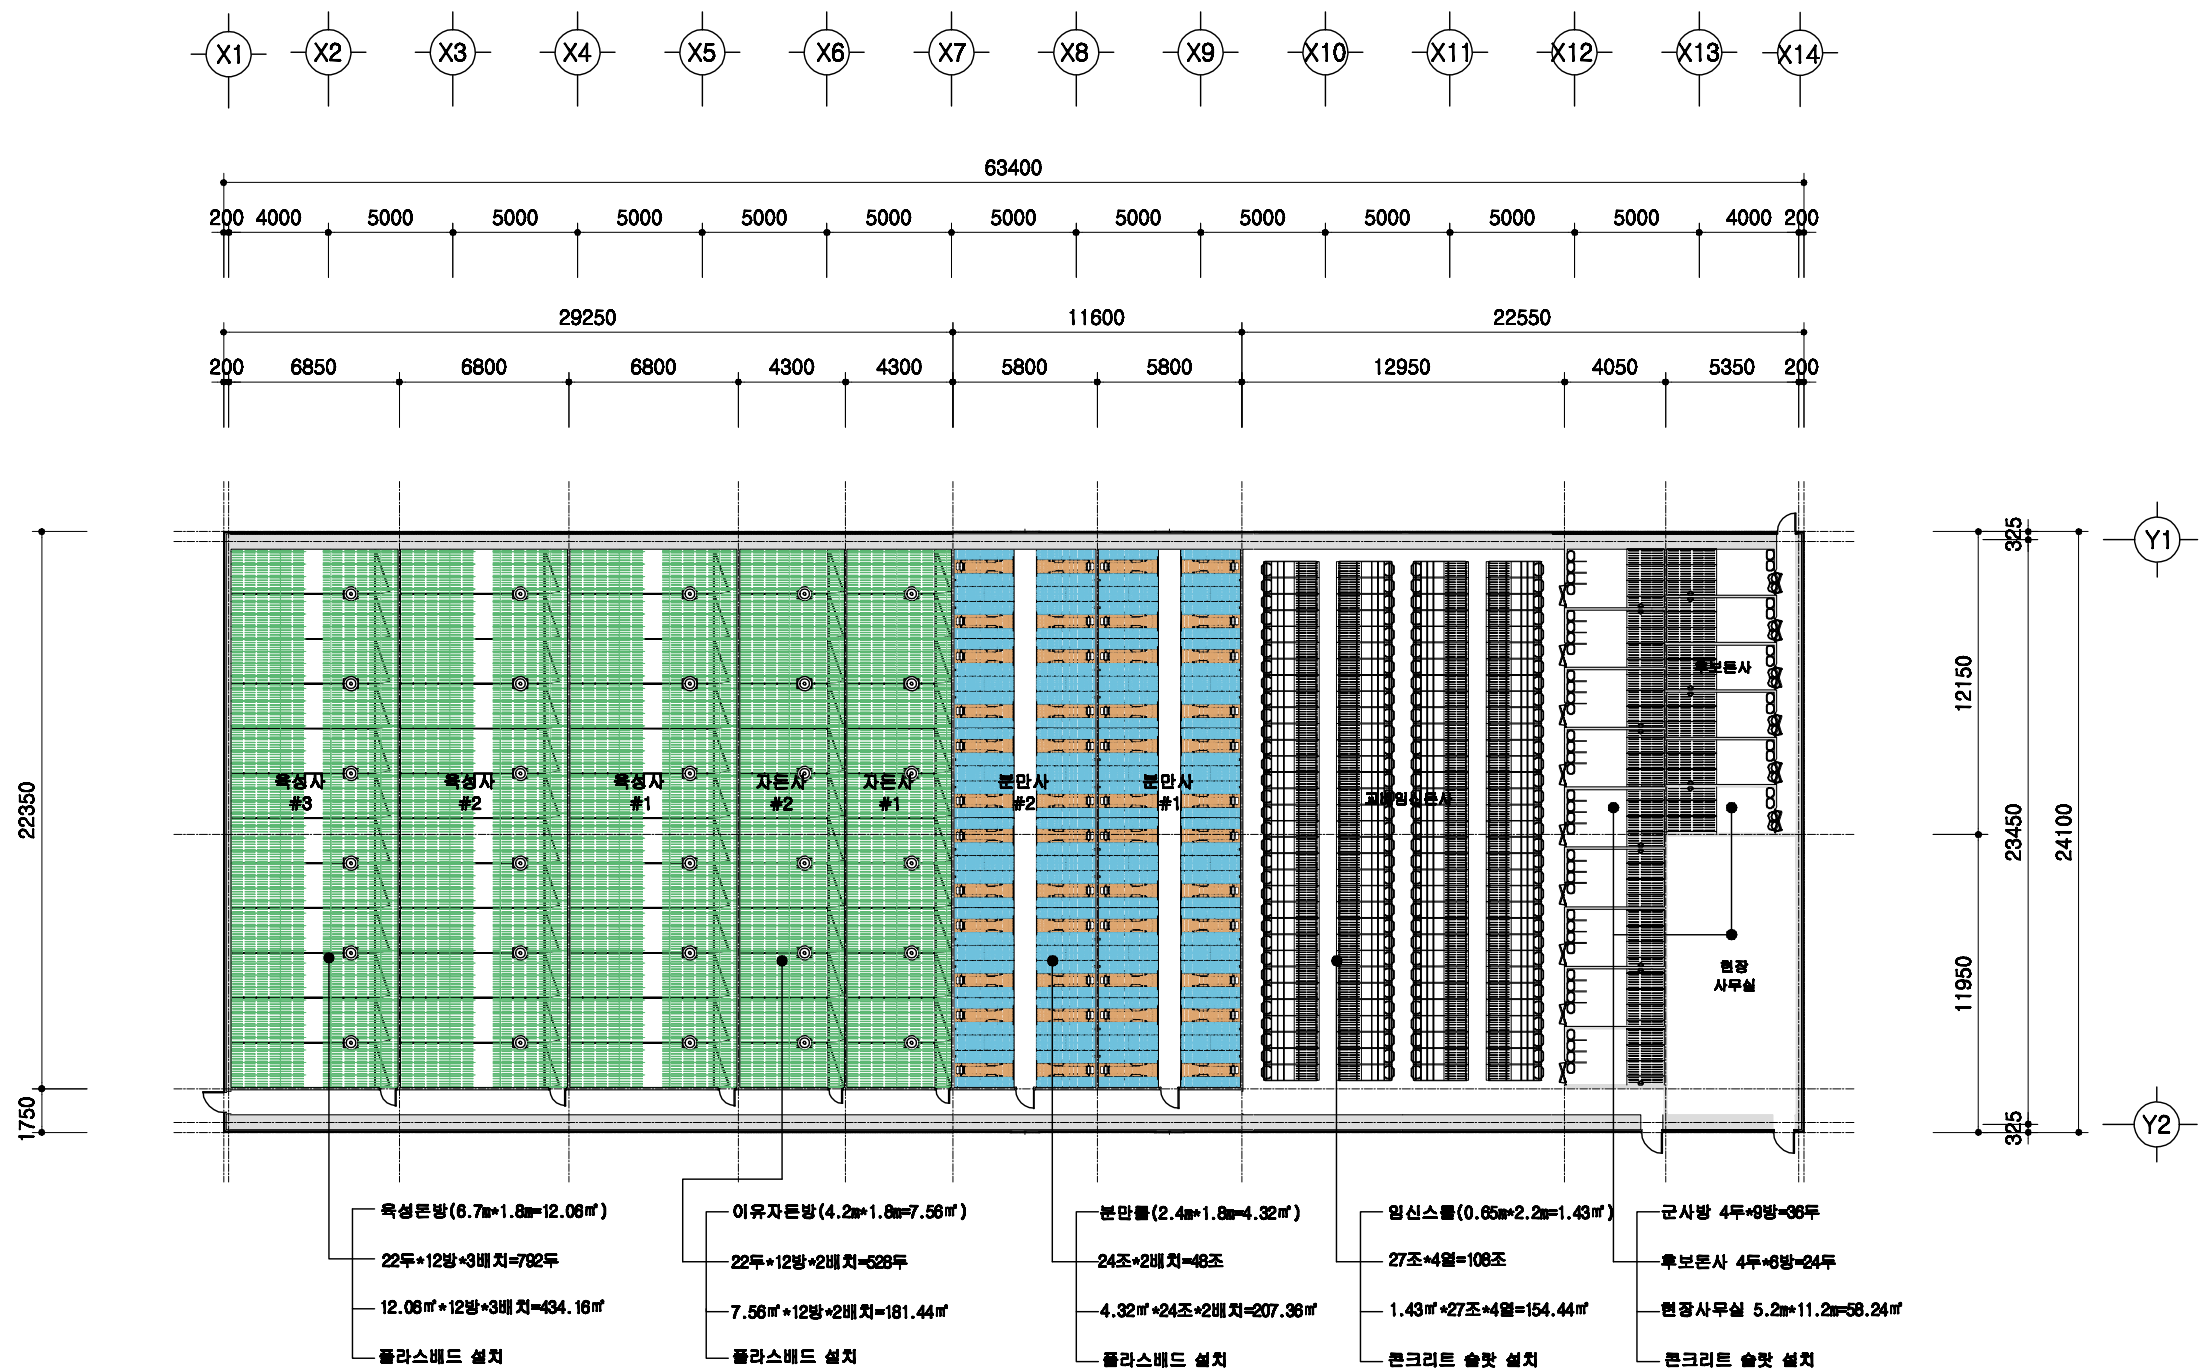 X1 X2 X3 X4 X5 X6 X7 X8 X9 X10 X11 X12 X13 X14
63400
200 4000 5000 5000 5000 5000 5000 5000 5000 5000 5000 5000 5000 4000 200
29250 11600 22550
200 6850 6800 6800 4300 4300 5800 5800 12950 4050 5350 200
22350
1750
325
12150
23450
24100
11950
325
Y1
Y2
후보돈사
육성사 육성사 육성사 자돈사 자돈사 분만사 분만사 교배임신돈사
#3 #2 #1 #2 #1 #2 #1
현장
사무실
육성돈방(6.7m*1.8m=12.06㎡)
22두*12방*3배치=792두
12.06㎡*12방*3배치=434.16㎡
플라스배드 설치
이유자돈방(4.2m*1.8m=7.56㎡)
22두*12방*2배치=528두
7.56㎡*12방*2배치=181.44㎡
플라스배드 설치
분만틀(2.4m*1.8m=4.32㎡)
24조*2배치=48조
4.32㎡*24조*2배치=207.36㎡
플라스배드 설치
임신스톨(0.65m*2.2m=1.43㎡)
27조*4열=108조
1.43㎡*27조*4열=154.44㎡
콘크리트 슬랏 설치
군사방 4두*9방=36두
후보돈사 4두*6방=24두
현장사무실 5.2m*11.2m=58.24㎡
콘크리트 슬랏 설치